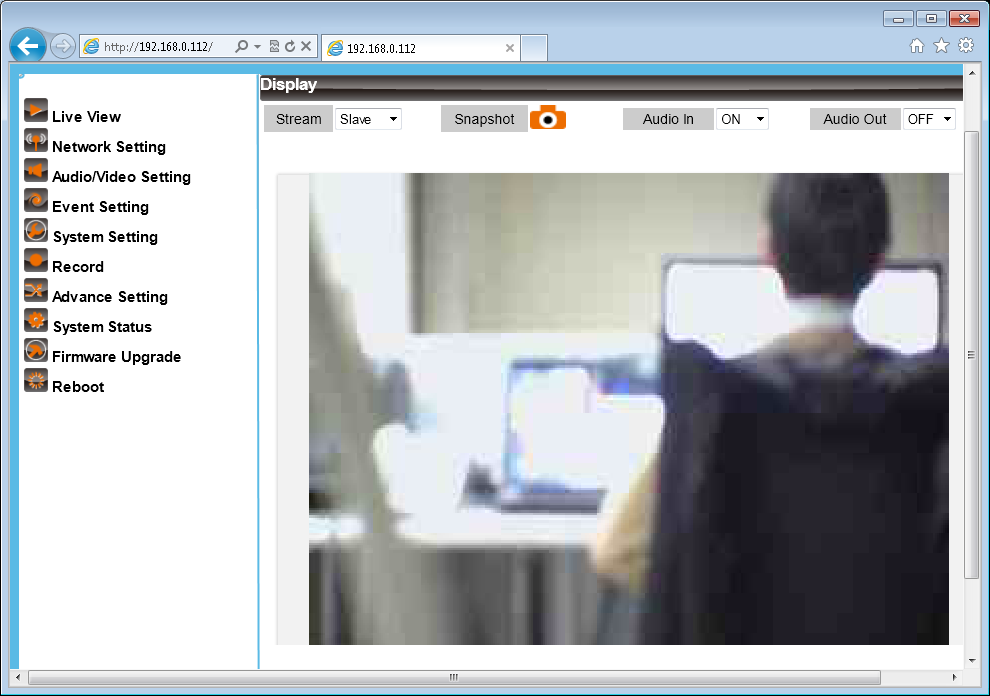 http://192.168.0.112/
192.168.0.112
Display
Stream Slave Snapshot Audio In ON Audio Out OFF
Live View
Network Setting
Audio/Video Setting
Event Setting
System Setting
Record
Advance Setting
System Status
Firmware Upgrade
Reboot